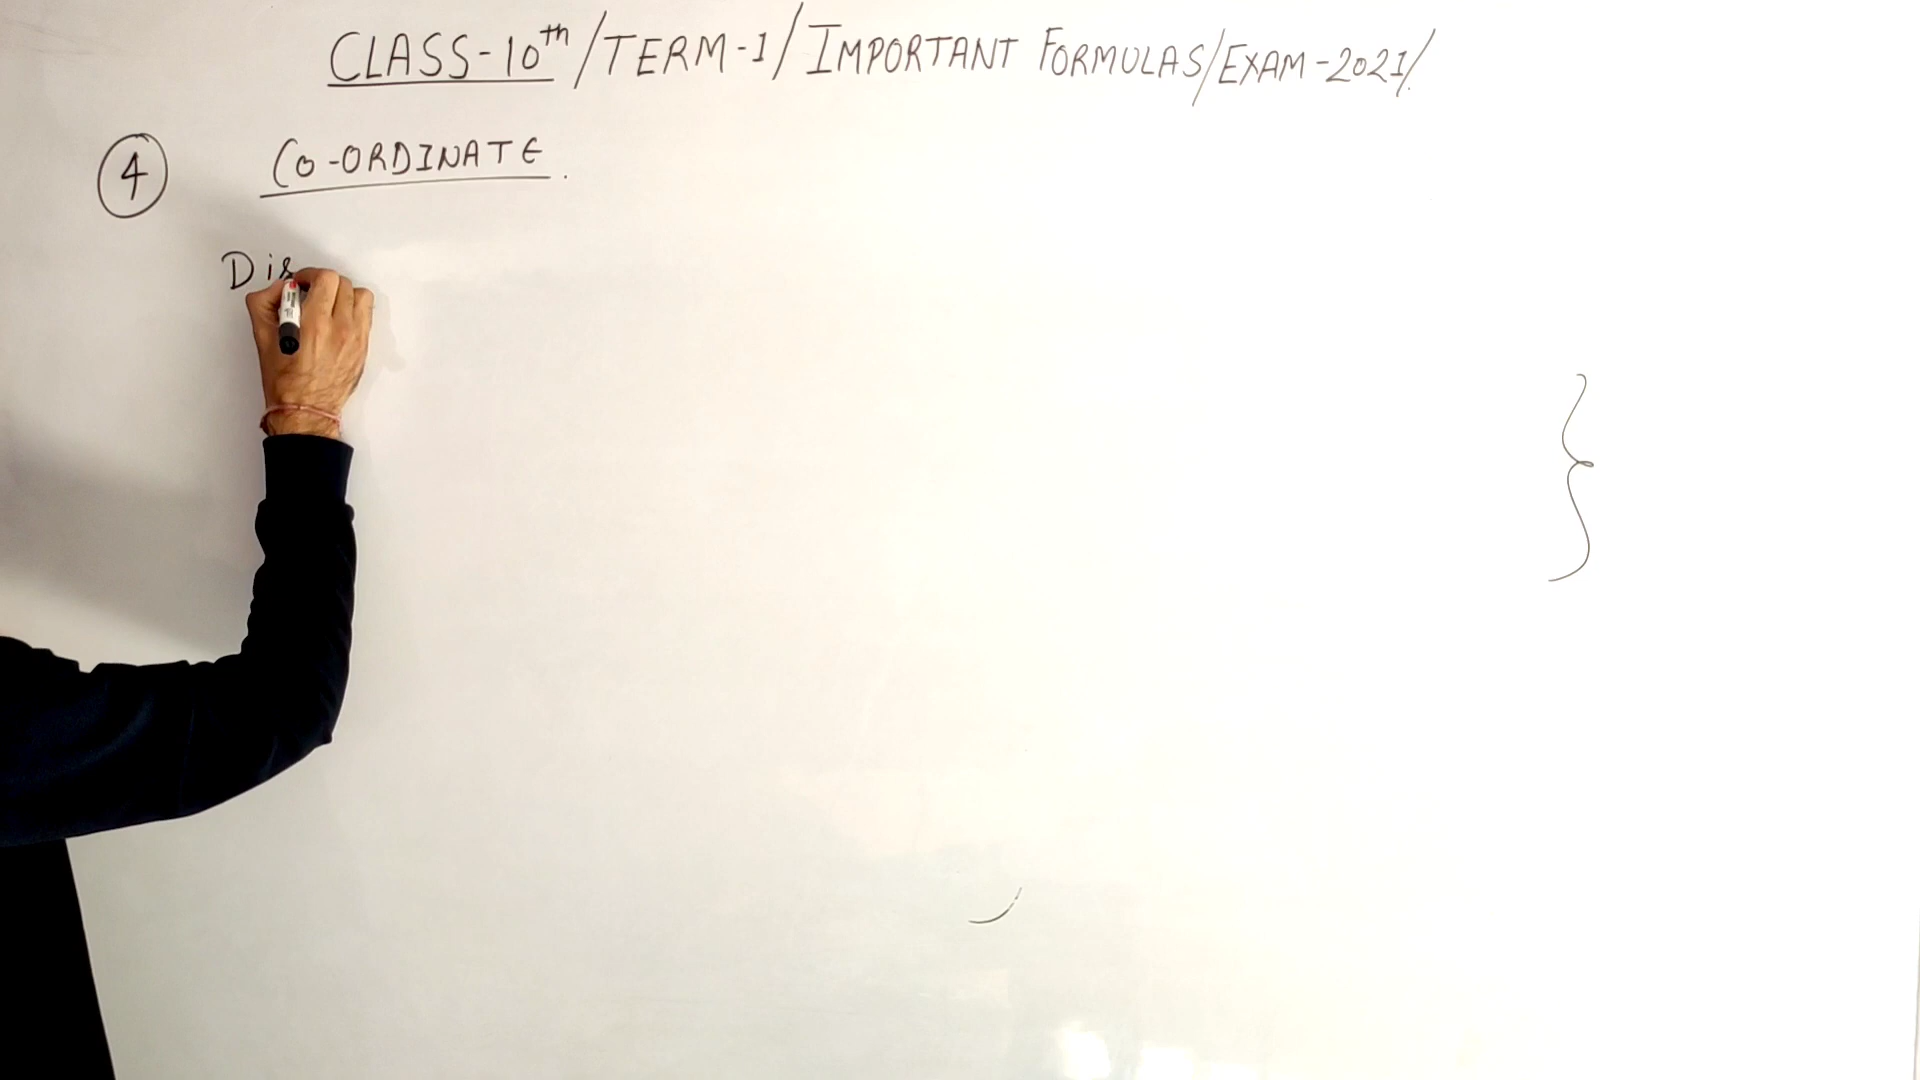 CLASS-10th/TERM-1/IMPORTANT FORMULAS/EXAM-2021/
4 CO-ORDINATE.
Dis